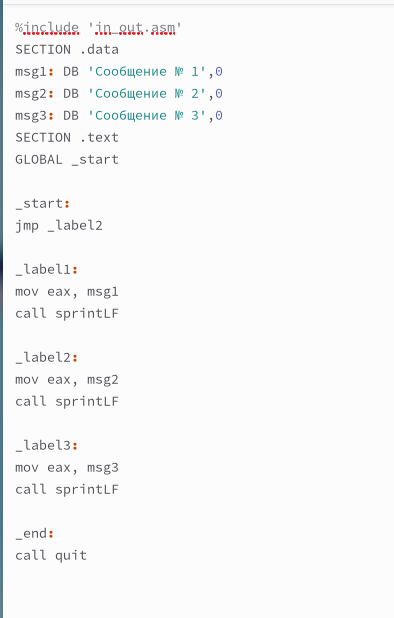 %include 'in_out.asm'
SECTION .data
msg1: DB 'Сообщение № 1',0
msg2: DB 'Сообщение № 2',0
msg3: DB 'Сообщение № 3',0
SECTION .text
GLOBAL _start
_start:
jmp _label2
_label1:
mov eax, msg1
call sprintLF
_label2:
mov eax, msg2
call sprintLF
_label3:
mov eax, msg3
call sprintLF
_end:
call quit